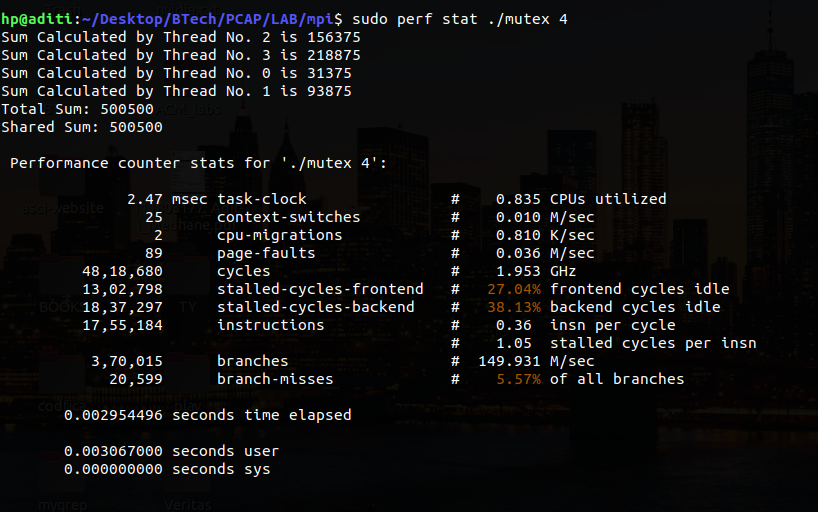 hp@aditi:~/Desktop/BTech/PCAP/LAB/mpi$ sudo perf stat ./mutex 4
Sum Calculated by Thread No. 2 is 156375
Sum Calculated by Thread No. 3 is 218875
Sum Calculated by Thread No. 0 is 31375
Sum Calculated by Thread No. 1 is 93875
Total Sum: 500500
Shared Sum: 500500
Performance counter stats for './mutex 4':
2.47 msec task-clock # 0.835 CPUs utilized
25 context-switches # 0.010 M/sec
2 cpu-migrations # 0.810 K/sec
89 page-faults # 0.036 M/sec
48,18,680 cycles # 1.953 GHz
13,02,798 stalled-cycles-frontend # 27.04% frontend cycles idle
18,37,297 stalled-cycles-backend # 38.13% backend cycles idle
17,55,184 instructions # 0.36 insn per cycle
# 1.05 stalled cycles per insn
3,70,015 branches # 149.931 M/sec
20,599 branch-misses # 5.57% of all branches
0.002954496 seconds time elapsed
0.003067000 seconds user
0.000000000 seconds sys
mygrep Veritas